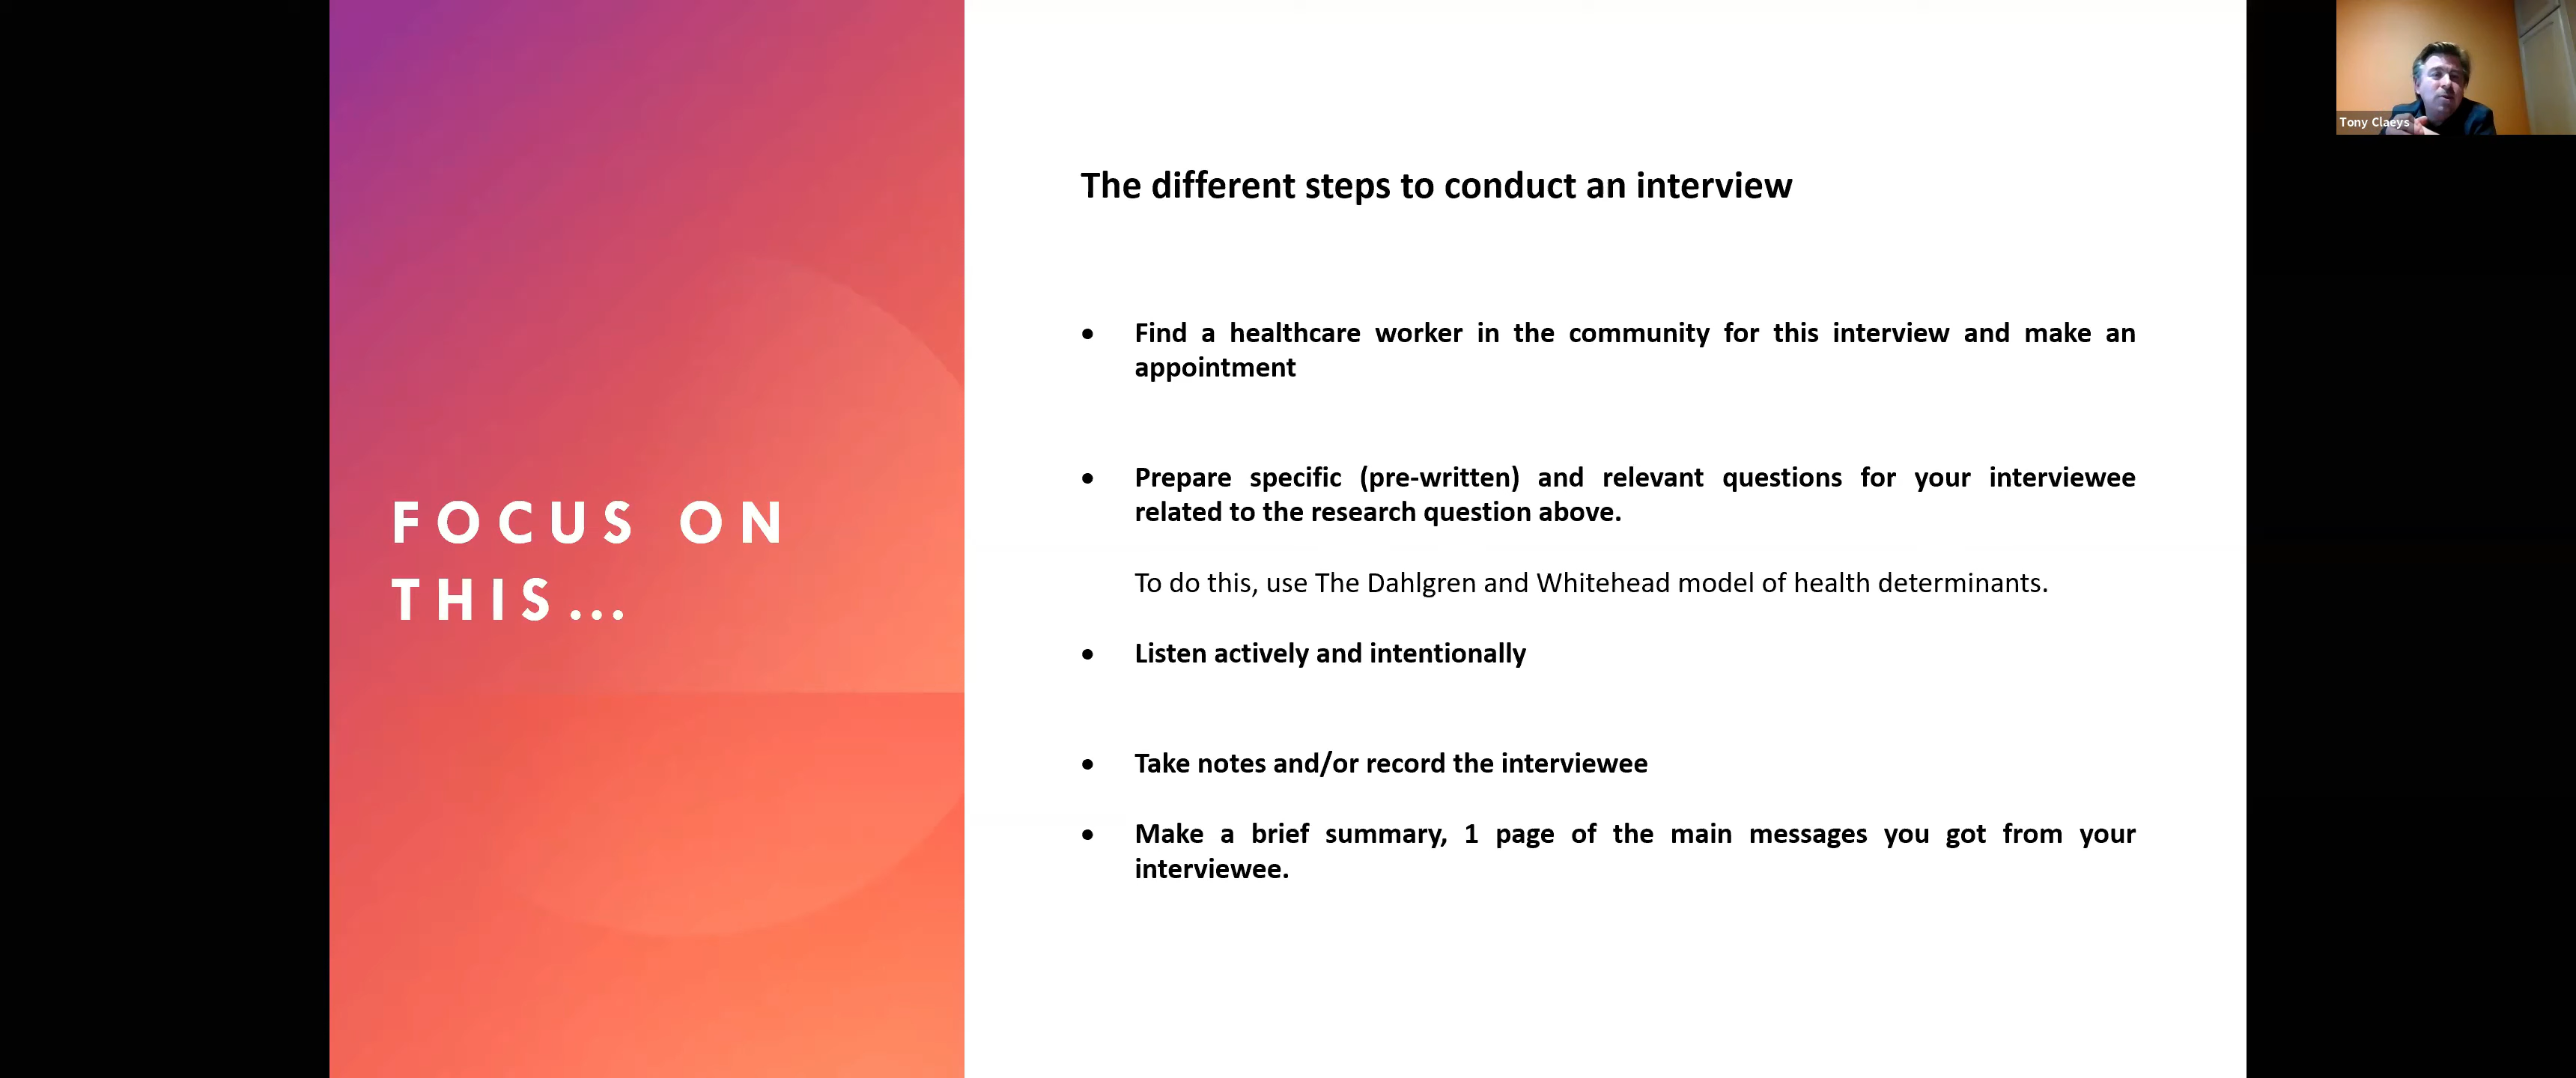 FOCUS ON
THIS...
The different steps to conduct an interview
• Find a healthcare worker in the community for this interview and make an
appointment
• Prepare specific (pre-written) and relevant questions for your interviewee
related to the research question above.
To do this, use The Dahlgren and Whitehead model of health determinants.
• Listen actively and intentionally
• Take notes and/or record the interviewee
• Make a brief summary, 1 page of the main messages you got from your
interviewee.
Tony Claeys